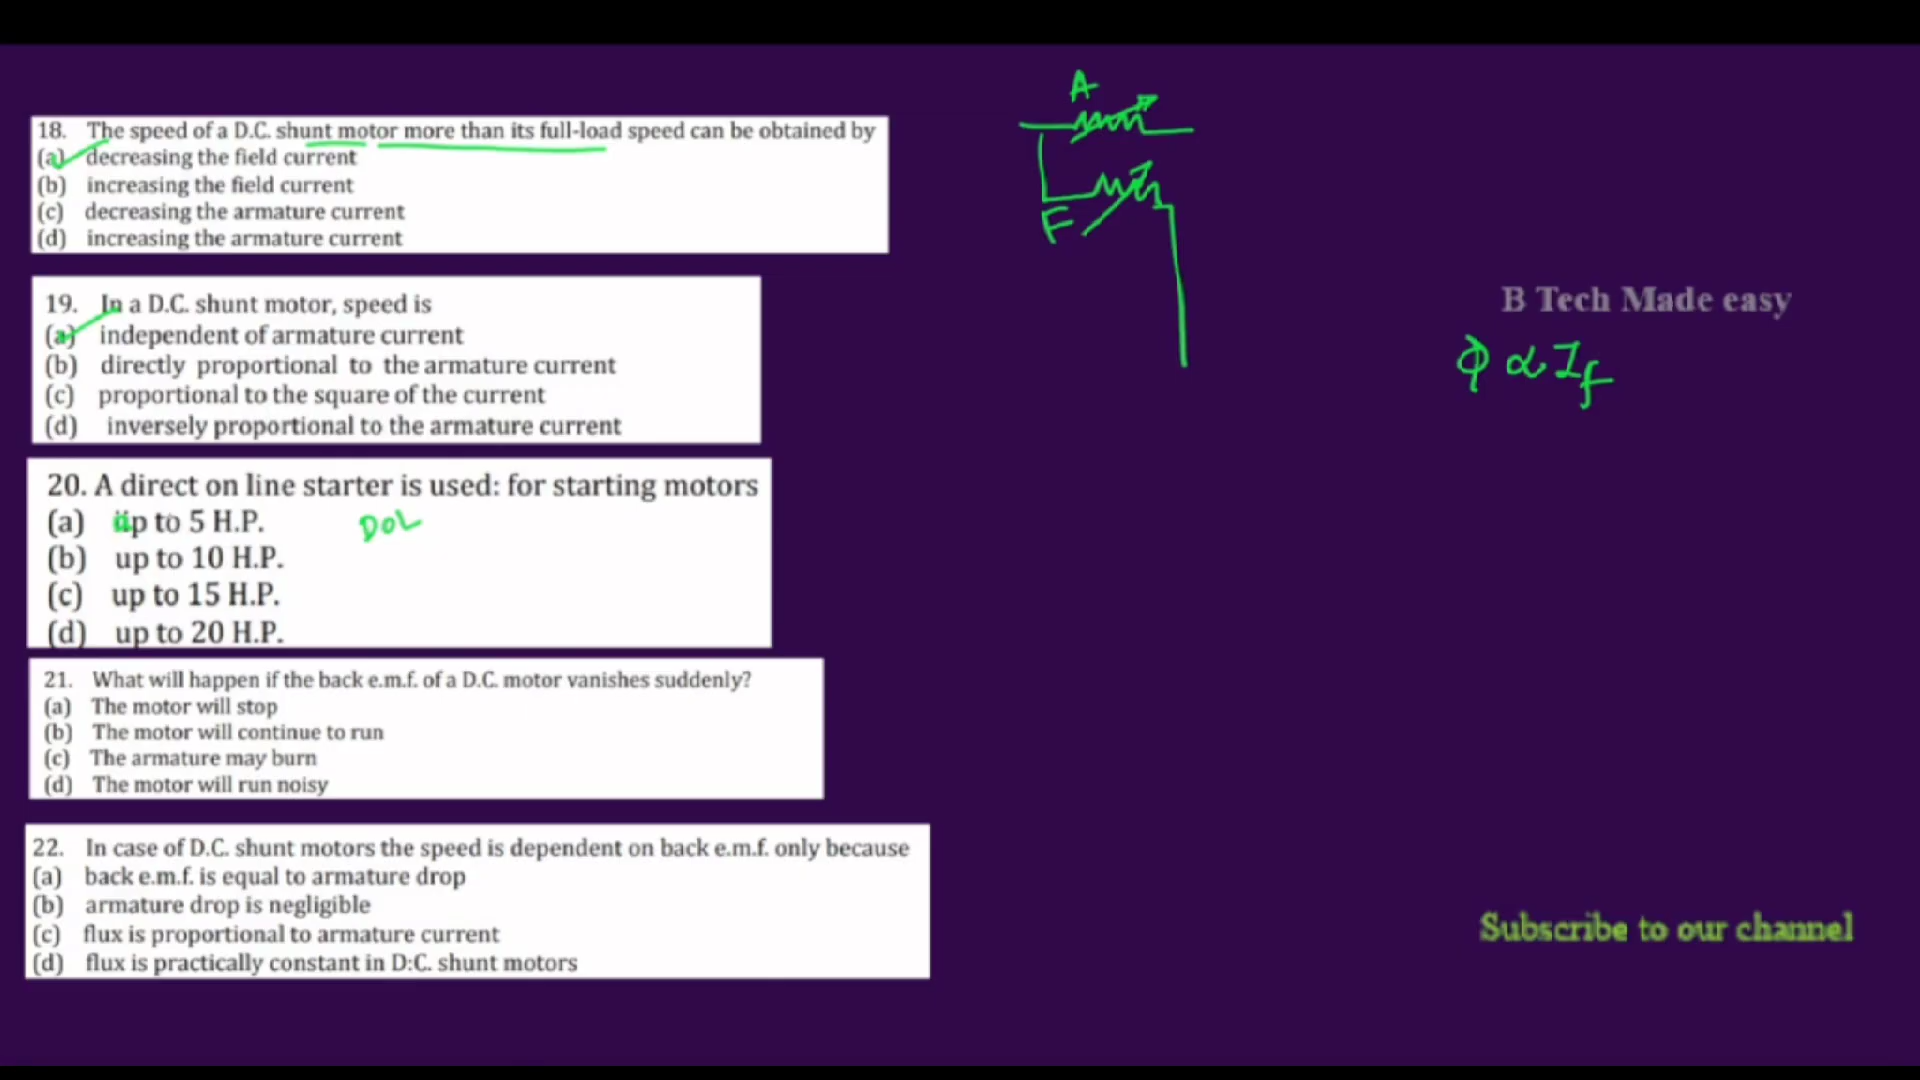 18. The speed of a D.C. shunt motor more than its full-load speed can be obtained by
(a) decreasing the field current
(b) increasing the field current
(c) decreasing the armature current
(d) increasing the armature current
19. In a D.C. shunt motor, speed is
(a) independent of armature current
(b) directly proportional to the armature current
(c) proportional to the square of the current
(d) inversely proportional to the armature current
20. A direct on line starter is used: for starting motors
(a) up to 5 H.P.
DOL
(b) up to 10 H.P.
(c) up to 15 H.P.
(d) up to 20 H.P.
21. What will happen if the back e.m.f. of a D.C. motor vanishes suddenly?
(a) The motor will stop
(b) The motor will continue to run
(c) The armature may burn
(d) The motor will run noisy
22. In case of D.C. shunt motors the speed is dependent on back e.m.f. only because
(a) back e.m.f. is equal to armature drop
(b) armature drop is negligible
(c) flux is proportional to armature current
(d) flux is practically constant in D:C. shunt motors
A
F
B Tech Made easy
Φ ∝ If
Subscribe to our channel